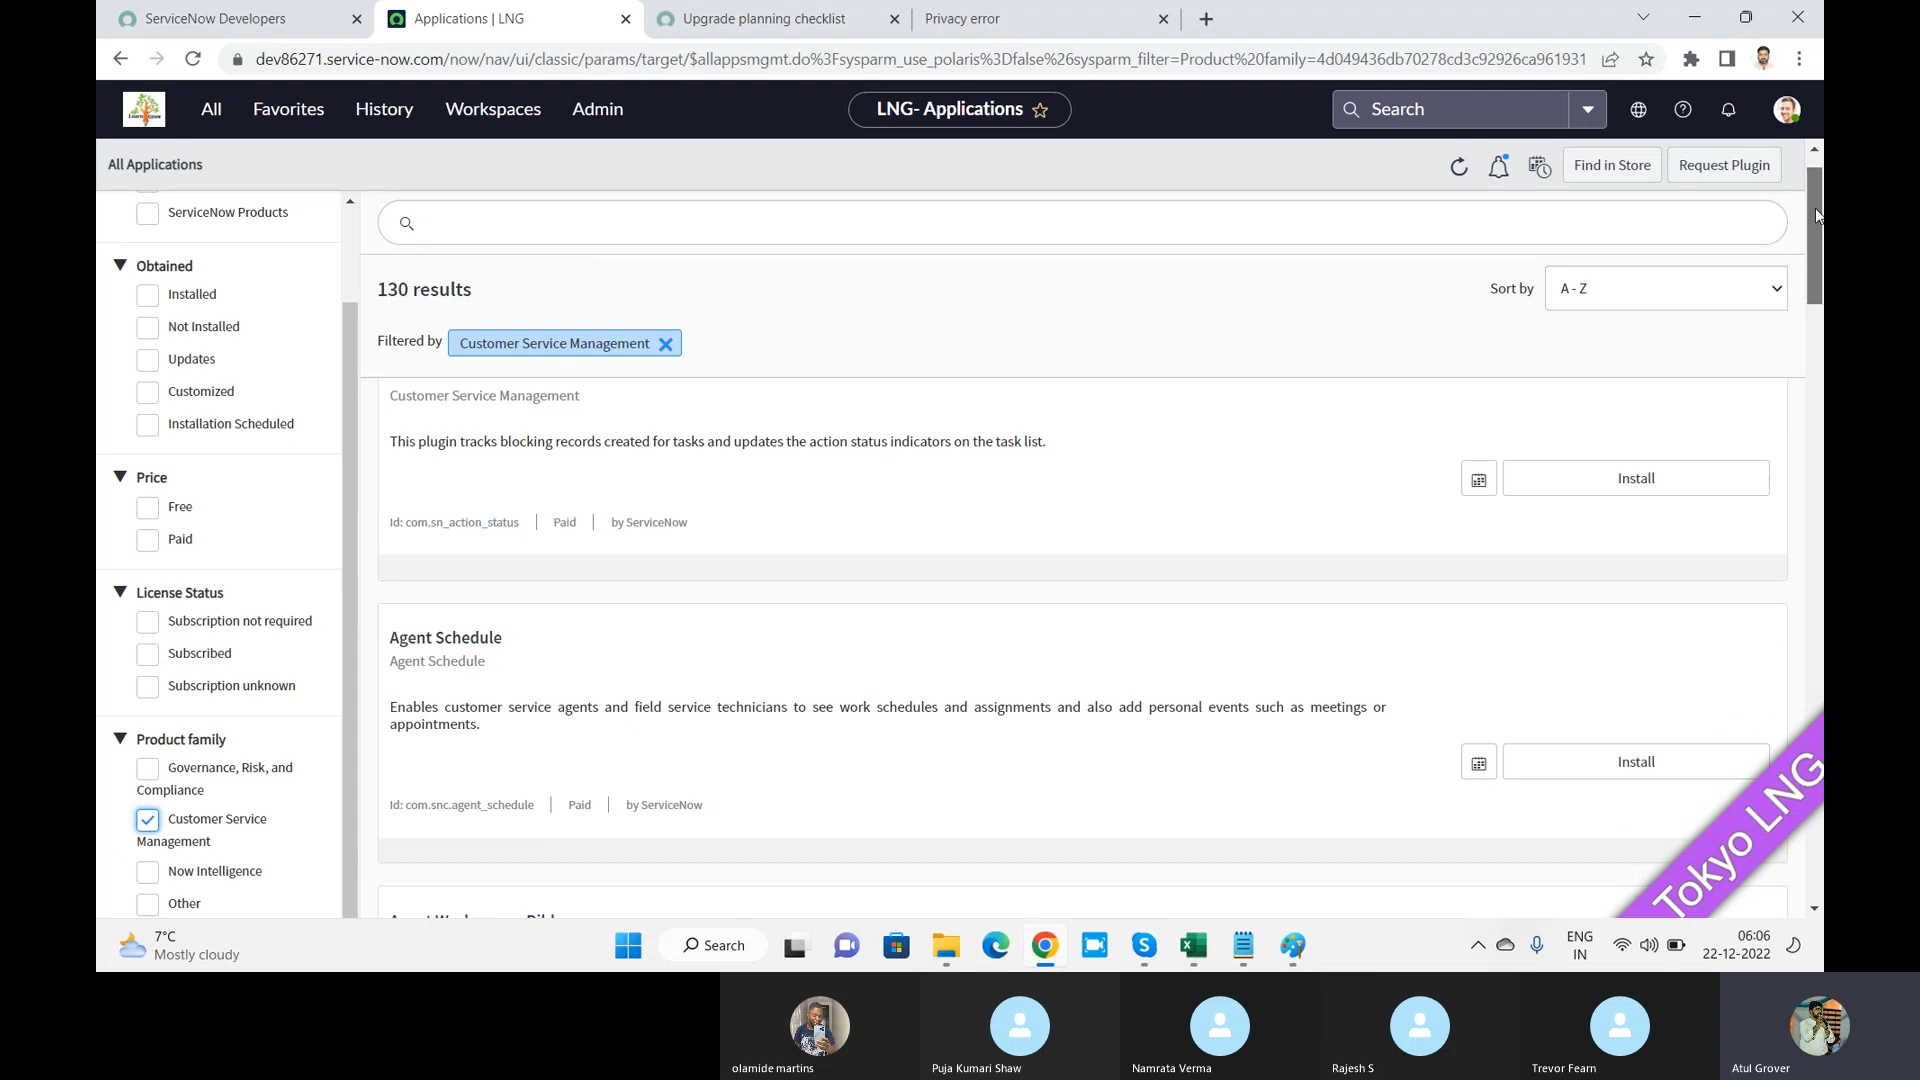 ServiceNow Developers
Applications | LNG
Upgrade planning checklist
Privacy error
dev86271.service-now.com/now/nav/ui/classic/params/target/$allappsmgmt.do%3Fsysparm_use_polaris%3Dfalse%26sysparm_filter=Product%20family=4d049436db70278cd3c92926ca961931
All
Favorites
History
Workspaces
Admin
LNG- Applications
Search
All Applications
Find in Store
Request Plugin
ServiceNow Products
Obtained
Installed
Not Installed
Updates
Customized
Installation Scheduled
Price
Free
Paid
License Status
Subscription not required
Subscribed
Subscription unknown
Product family
Governance, Risk, and
Compliance
Customer Service
Management
Now Intelligence
Other
130 results
Sort by
A - Z
Filtered by
Customer Service Management
Customer Service Management
This plugin tracks blocking records created for tasks and updates the action status indicators on the task list.
Install
Id: com.sn_action_status | Paid | by ServiceNow
Agent Schedule
Agent Schedule
Enables customer service agents and field service technicians to see work schedules and assignments and also add personal events such as meetings or
appointments.
Install
Id: com.snc.agent_schedule | Paid | by ServiceNow
Tokyo LNG
7°C
Mostly cloudy
Search
ENG
IN
06:06
22-12-2022
olamide martins
Puja Kumari Shaw
Namrata Verma
Rajesh S
Trevor Fearn
Atul Grover